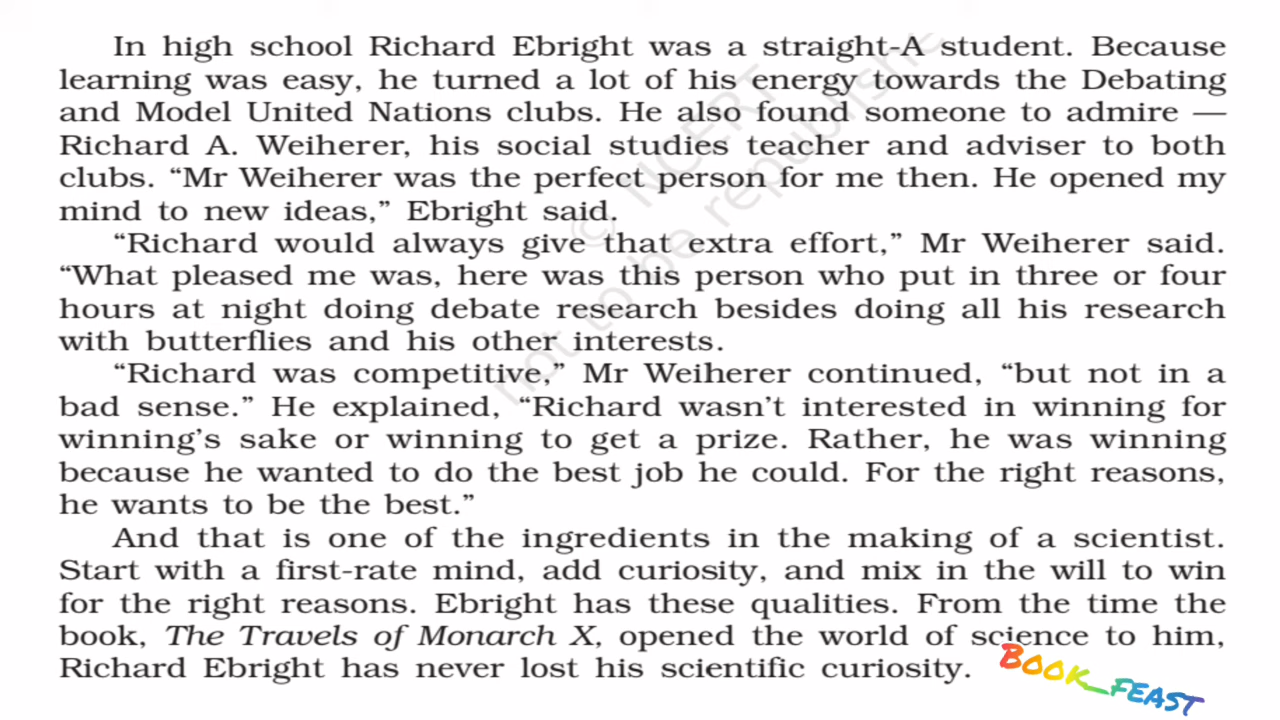 In high school Richard Ebright was a straight-A student. Because
learning was easy, he turned a lot of his energy towards the Debating
and Model United Nations clubs. He also found someone to admire —
Richard A. Weiherer, his social studies teacher and adviser to both
clubs. “Mr Weiherer was the perfect person for me then. He opened my
mind to new ideas,” Ebright said.
“Richard would always give that extra effort,” Mr Weiherer said.
“What pleased me was, here was this person who put in three or four
hours at night doing debate research besides doing all his research
with butterflies and his other interests.
“Richard was competitive,” Mr Weiherer continued, “but not in a
bad sense.” He explained, “Richard wasn't interested in winning for
winning's sake or winning to get a prize. Rather, he was winning
because he wanted to do the best job he could. For the right reasons,
he wants to be the best.”
And that is one of the ingredients in the making of a scientist.
Start with a first-rate mind, add curiosity, and mix in the will to win
for the right reasons. Ebright has these qualities. From the time the
book, The Travels of Monarch X, opened the world of science to him,
Richard Ebright has never lost his scientific curiosity.
BOOK_FEAST
© NCERT
not to be republishe